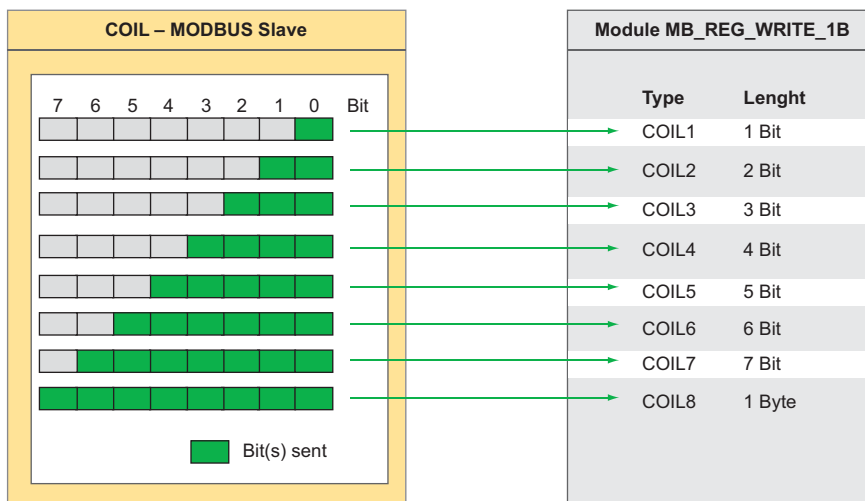 COIL – MODBUS Slave
Module MB_REG_WRITE_1B
7 6 5 4 3 2 1 0 Bit
Type Lenght
COIL1 1 Bit
COIL2 2 Bit
COIL3 3 Bit
COIL4 4 Bit
COIL5 5 Bit
COIL6 6 Bit
COIL7 7 Bit
COIL8 1 Byte
Bit(s) sent